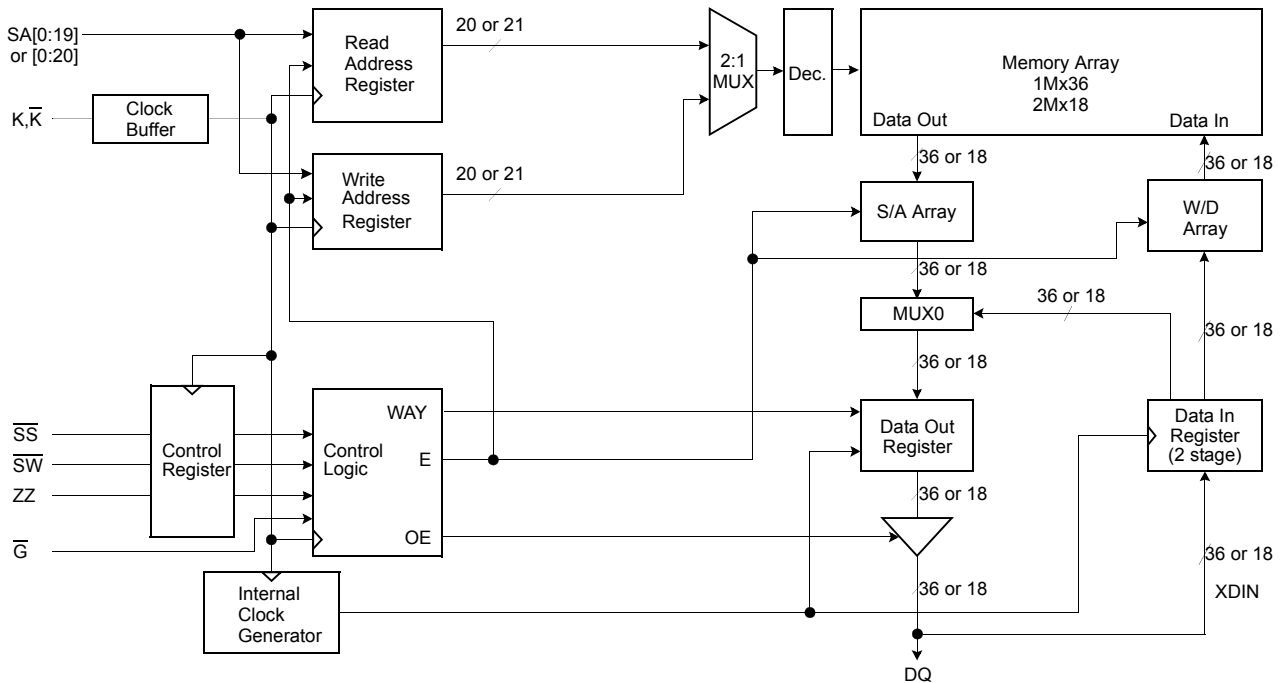 SA[0:19]
or [0:20]
K,K̅
Clock
Buffer
Read
Address
Register
20 or 21
Write
Address
Register
20 or 21
2:1
MUX
Dec.
Memory Array
1Mx36
2Mx18
Data Out
Data In
36 or 18
36 or 18
S/A Array
W/D
Array
36 or 18
MUX0
36 or 18
36 or 18
36 or 18
S̅S̅
S̅W̅
ZZ
G̅
Control
Register
Control
Logic
WAY
E
OE
Data Out
Register
Data In
Register
(2 stage)
36 or 18
36 or 18
XDIN
Internal
Clock
Generator
36 or 18
DQ